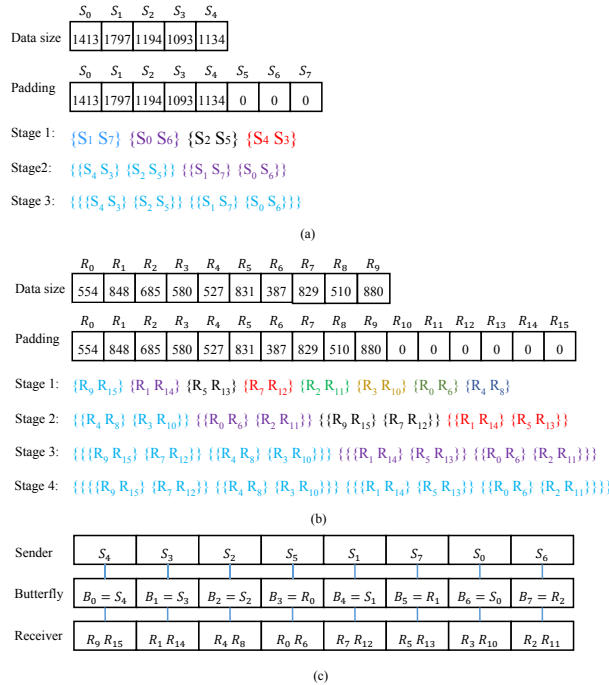 S0 S1 S2 S3 S4
Data size 1413 1797 1194 1093 1134
S0 S1 S2 S3 S4 S5 S6 S7
Padding 1413 1797 1194 1093 1134 0 0 0
Stage 1: {S1 S7} {S0 S6} {S2 S5} {S4 S3}
Stage2: {{S4 S3} {S2 S5}} {{S1 S7} {S0 S6}}
Stage 3: {{{S4 S3} {S2 S5}} {{S1 S7} {S0 S6}}}
(a)
R0 R1 R2 R3 R4 R5 R6 R7 R8 R9
Data size 554 848 685 580 527 831 387 829 510 880
R0 R1 R2 R3 R4 R5 R6 R7 R8 R9 R10 R11 R12 R13 R14 R15
Padding 554 848 685 580 527 831 387 829 510 880 0 0 0 0 0 0
Stage 1: {R9 R15} {R1 R14} {R5 R13} {R7 R12} {R2 R11} {R3 R10} {R0 R6} {R4 R8}
Stage 2: {{R4 R8} {R3 R10}} {{R0 R6} {R2 R11}} {{R9 R15} {R7 R12}} {{R1 R14} {R5 R13}}
Stage 3: {{{R9 R15} {R7 R12}} {{R4 R8} {R3 R10}}} {{{R1 R14} {R5 R13}} {{R0 R6} {R2 R11}}}
Stage 4: {{{{R9 R15} {R7 R12}} {{R4 R8} {R3 R10}}} {{{R1 R14} {R5 R13}} {{R0 R6} {R2 R11}}}}
(b)
Sender S4 S3 S2 S5 S1 S7 S0 S6
Butterfly B0 = S4 B1 = S3 B2 = S2 B3 = R0 B4 = S1 B5 = R1 B6 = S0 B7 = R2
Receiver R9 R15 R1 R14 R4 R8 R0 R6 R7 R12 R5 R13 R3 R10 R2 R11
(c)